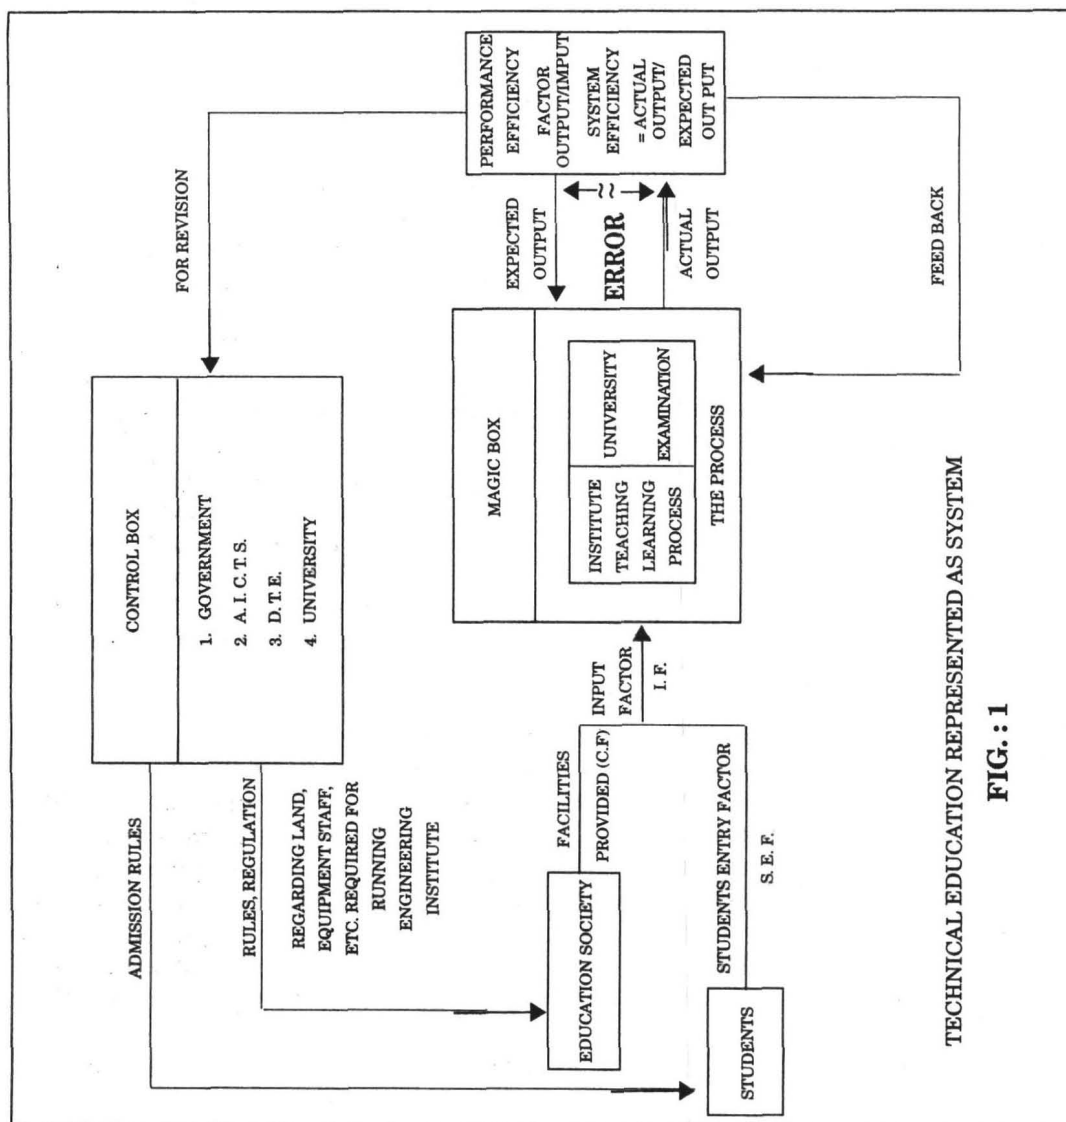 CONTROL BOX
1. GOVERNMENT
2. A. I. C. T. S.
3. D. T. E.
4. UNIVERSITY
FOR REVISION
ADMISSION RULES
RULES, REGULATION
REGARDING LAND,
EQUIPMENT STAFF,
ETC. REQUIRED FOR
RUNNING
ENGINEERING
INSTITUTE
PERFORMANCE
EFFICIENCY
FACTOR
OUTPUT/IMPUT
SYSTEM
EFFICIENCY
= ACTUAL
OUTPUT/
EXPECTED
OUT PUT
EXPECTED
OUTPUT
≈
ERROR
ACTUAL
OUTPUT
FEED BACK
MAGIC BOX
INSTITUTE
TEACHING
LEARNING
PROCESS
UNIVERSITY
EXAMINATION
THE PROCESS
INPUT
FACTOR
I. F.
FACILITIES
PROVIDED (C.F)
EDUCATION SOCIETY
STUDENTS ENTRY FACTOR
S. E. F.
STUDENTS
TECHNICAL EDUCATION REPRESENTED AS SYSTEM
FIG. : 1